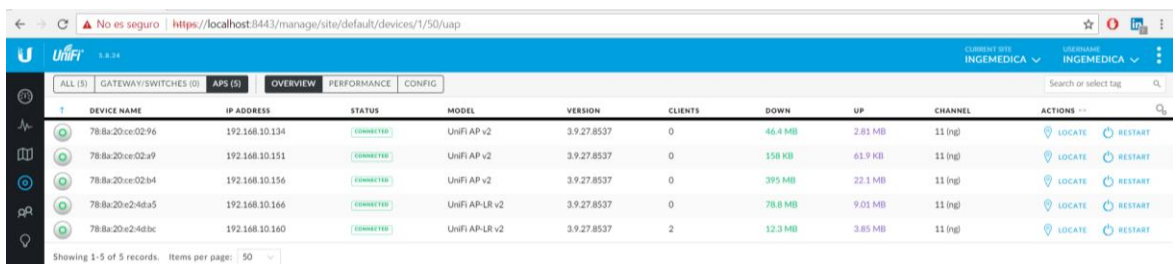 No es seguro https://localhost:8443/manage/site/default/devices/1/50/uap
UniFi 5.8.24 CURRENT SITE INGEMEDICA USERNAME INGEMEDICA
ALL (5) GATEWAY/SWITCHES (0) APS (5) OVERVIEW PERFORMANCE CONFIG Search or select tag
DEVICE NAME IP ADDRESS STATUS MODEL VERSION CLIENTS DOWN UP CHANNEL ACTIONS
78:8a:20:ce:02:96 192.168.10.134 CONNECTED UniFi AP v2 3.9.27.8537 0 46.4 MB 2.81 MB 11 (ng) LOCATE RESTART
78:8a:20:ce:02:a9 192.168.10.151 CONNECTED UniFi AP v2 3.9.27.8537 0 158 KB 61.9 KB 11 (ng) LOCATE RESTART
78:8a:20:ce:02:b4 192.168.10.156 CONNECTED UniFi AP v2 3.9.27.8537 0 395 MB 22.1 MB 11 (ng) LOCATE RESTART
78:8a:20:e2:4d:a5 192.168.10.166 CONNECTED UniFi AP-LR v2 3.9.27.8537 0 78.8 MB 9.01 MB 11 (ng) LOCATE RESTART
78:8a:20:e2:4d:bc 192.168.10.160 CONNECTED UniFi AP-LR v2 3.9.27.8537 2 12.3 MB 3.85 MB 11 (ng) LOCATE RESTART
Showing 1-5 of 5 records. Items per page: 50